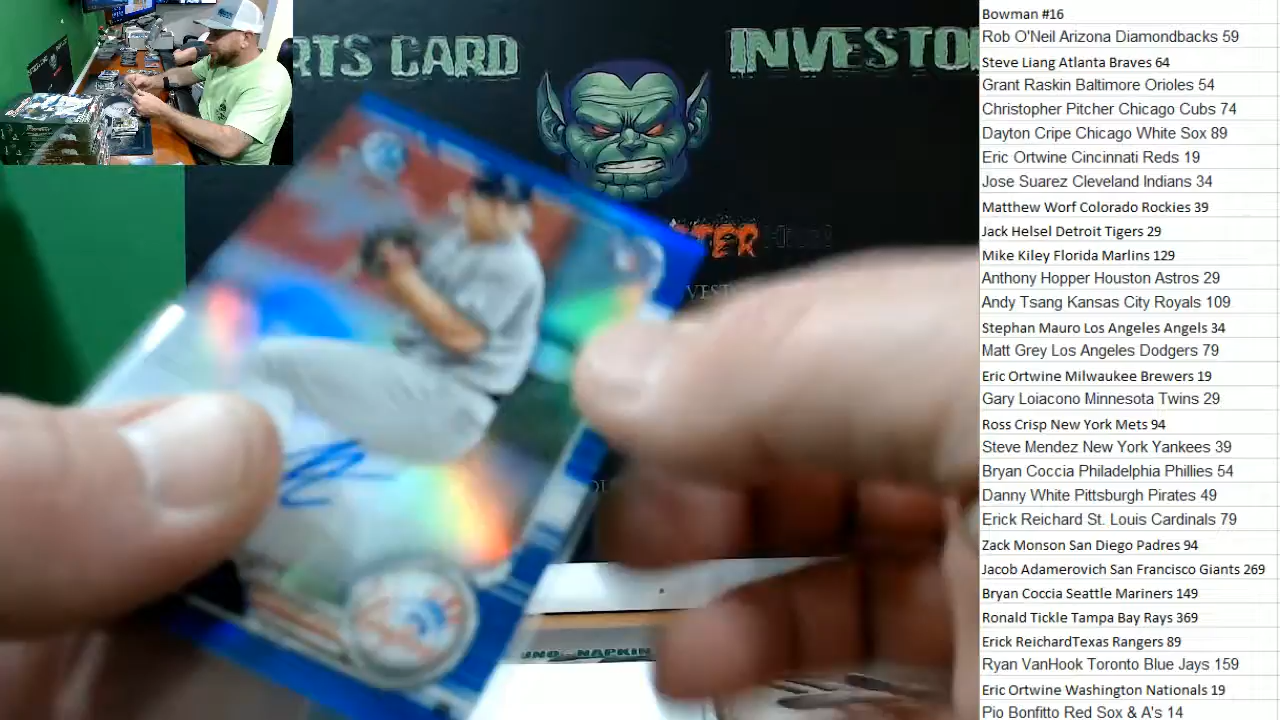 RTS CARD INVESTO
TER
VEST
UNO-NAPKIN
Bowman #16
Rob O'Neil Arizona Diamondbacks 59
Steve Liang Atlanta Braves 64
Grant Raskin Baltimore Orioles 54
Christopher Pitcher Chicago Cubs 74
Dayton Cripe Chicago White Sox 89
Eric Ortwine Cincinnati Reds 19
Jose Suarez Cleveland Indians 34
Matthew Worf Colorado Rockies 39
Jack Helsel Detroit Tigers 29
Mike Kiley Florida Marlins 129
Anthony Hopper Houston Astros 29
Andy Tsang Kansas City Royals 109
Stephan Mauro Los Angeles Angels 34
Matt Grey Los Angeles Dodgers 79
Eric Ortwine Milwaukee Brewers 19
Gary Loiacono Minnesota Twins 29
Ross Crisp New York Mets 94
Steve Mendez New York Yankees 39
Bryan Coccia Philadelphia Phillies 54
Danny White Pittsburgh Pirates 49
Erick Reichard St. Louis Cardinals 79
Zack Monson San Diego Padres 94
Jacob Adamerovich San Francisco Giants 269
Bryan Coccia Seattle Mariners 149
Ronald Tickle Tampa Bay Rays 369
Erick ReichardTexas Rangers 89
Ryan VanHook Toronto Blue Jays 159
Eric Ortwine Washington Nationals 19
Pio Bonfitto Red Sox & A's 14